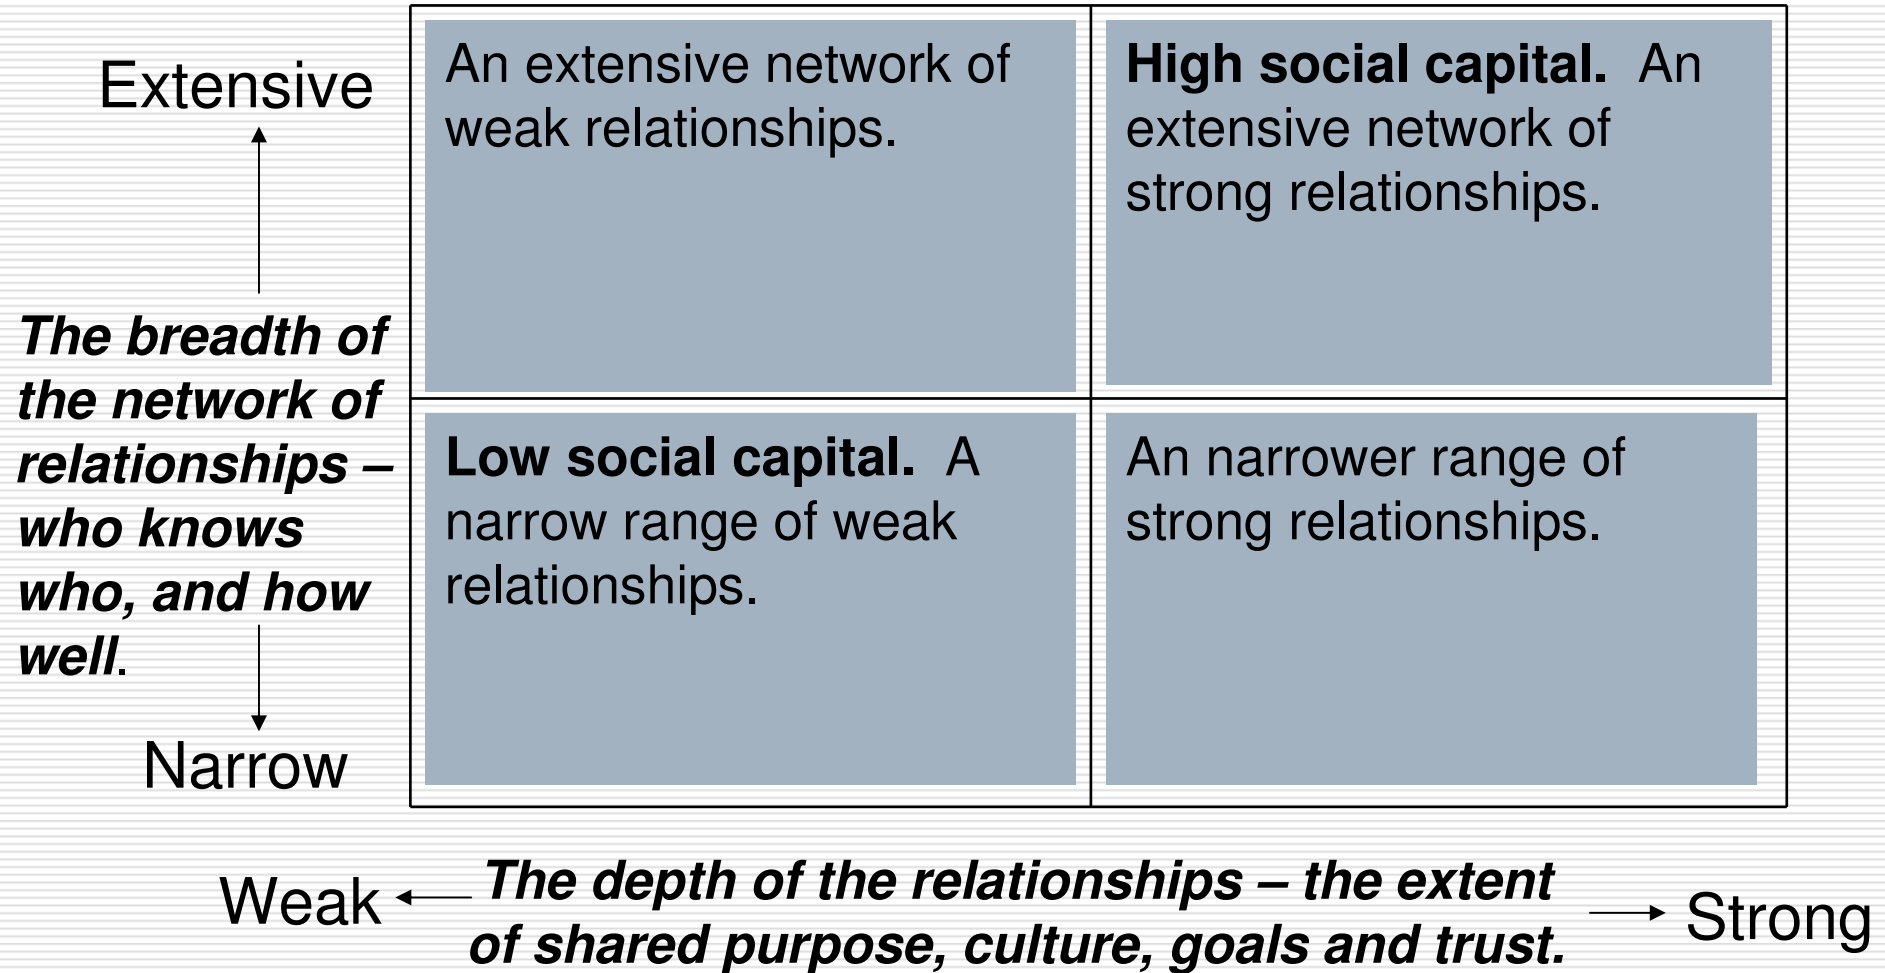 Extensive
The breadth of
the network of
relationships –
who knows
who, and how
well.
Narrow
An extensive network of
weak relationships.
High social capital.  An
extensive network of
strong relationships.
Low social capital.  A
narrow range of weak
relationships.
An narrower range of
strong relationships.
Weak
The depth of the relationships – the extent
of shared purpose, culture, goals and trust.
Strong